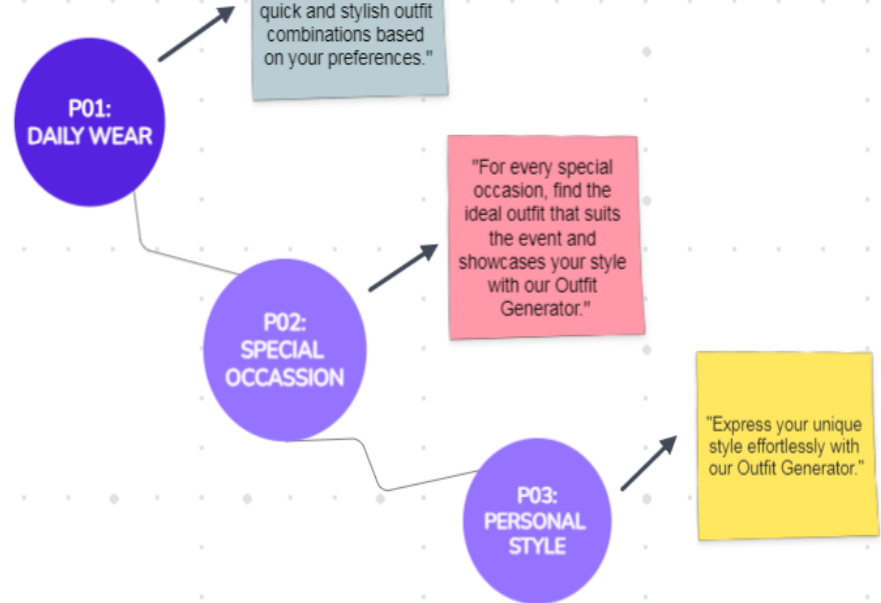 quick and stylish outfit
combinations based
on your preferences."
P01:
DAILY WEAR
"For every special
occasion, find the
ideal outfit that suits
the event and
showcases your style
with our Outfit
Generator."
P02:
SPECIAL
OCCASSION
"Express your unique
style effortlessly with
our Outfit Generator."
P03:
PERSONAL
STYLE